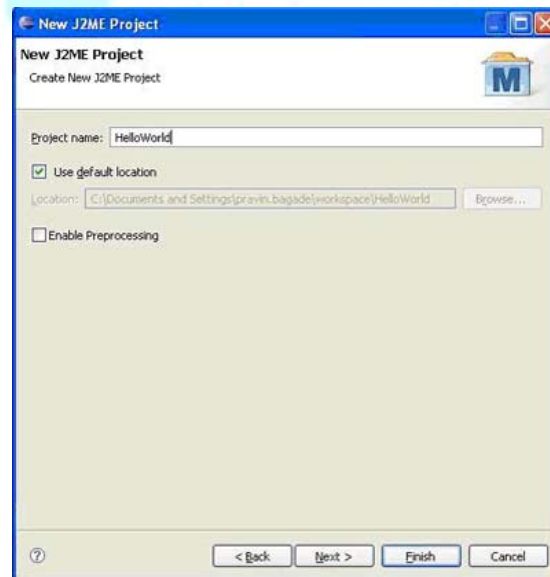 New J2ME Project
New J2ME Project
Create New J2ME Project
M
Project name: HelloWorld
Use default location
Location: C:\Documents and Settings\pravin.bagade\workspace\HelloWorld Browse...
Enable Preprocessing
? < Back Next > Finish Cancel